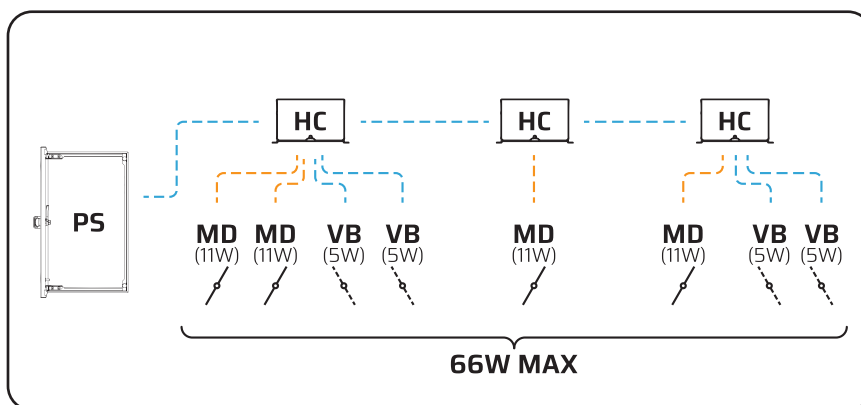 HC HC HC
PS
MD MD VB VB MD MD VB VB
(11W) (11W) (5W) (5W) (11W) (11W) (5W) (5W)
66W MAX